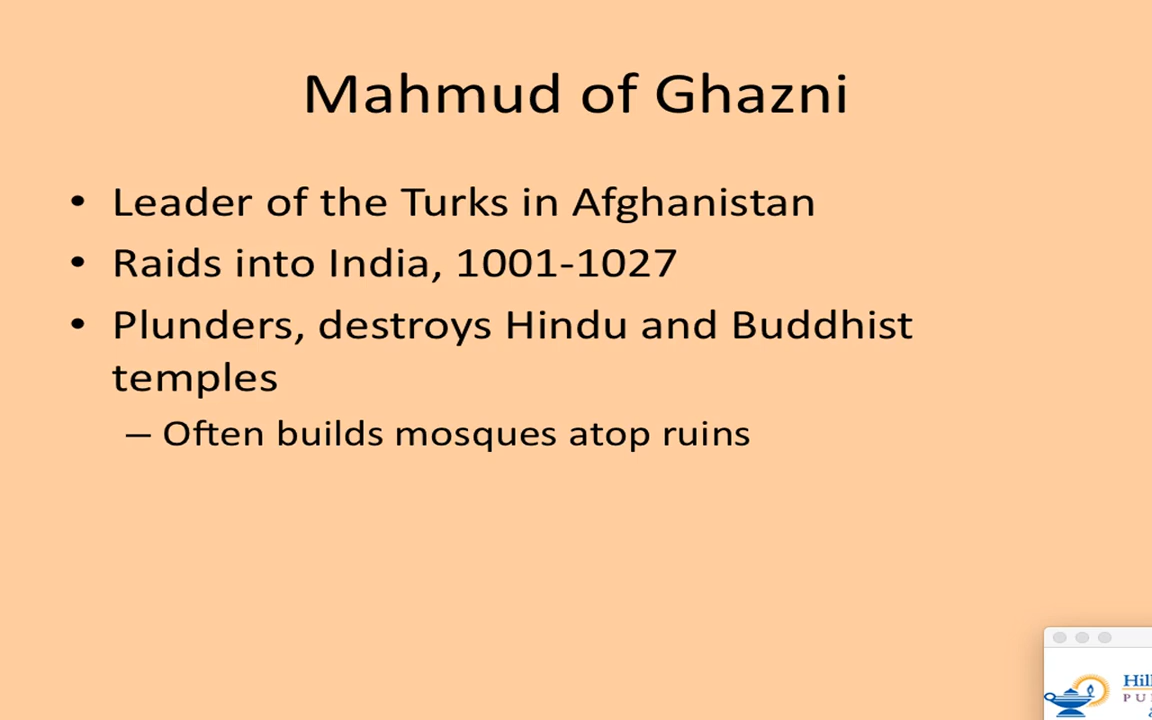 Mahmud of Ghazni
• Leader of the Turks in Afghanistan
• Raids into India, 1001-1027
• Plunders, destroys Hindu and Buddhist
temples
– Often builds mosques atop ruins